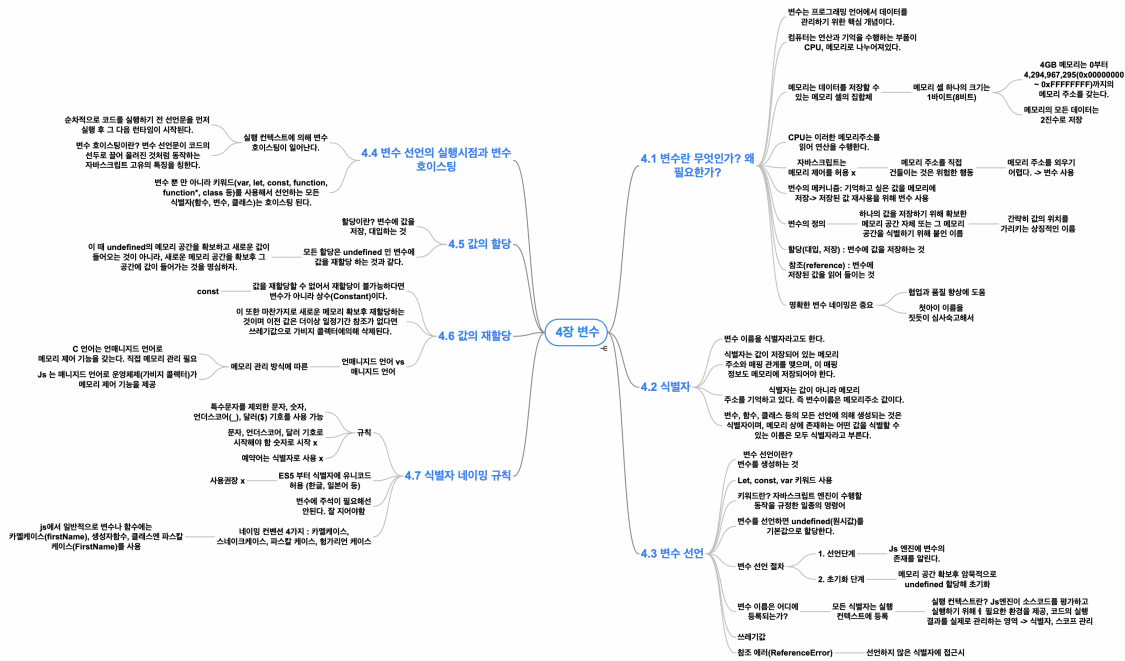 4장 변수
4.1 변수란 무엇인가? 왜
필요한가?
변수는 프로그래밍 언어에서 데이터를
관리하기 위한 핵심 개념이다.
컴퓨터는 연산과 기억을 수행하는 부품이
CPU, 메모리로 나누어져있다.
메모리는 데이터를 저장할 수
있는 메모리 셀의 집합체
메모리 셀 하나의 크기는
1바이트(8비트)
4GB 메모리는 0부터
4,294,967,295(0x00000000
~ 0xFFFFFFFF)까지의
메모리 주소를 갖는다.
메모리의 모든 데이터는
2진수로 저장
CPU는 이러한 메모리주소를
읽어 연산을 수행한다.
자바스크립트는
메모리 제어를 허용 x
메모리 주소를 직접
건들이는 것은 위험한 행동
메모리 주소를 외우기
어렵다. -> 변수 사용
변수의 메커니즘: 기억하고 싶은 값을 메모리에
저장-> 저장된 값 재사용을 위해 변수 사용
변수의 정의
하나의 값을 저장하기 위해 확보한
메모리 공간 자체 또는 그 메모리
공간을 식별하기 위해 붙인 이름
간략히 값의 위치를
가리키는 상징적인 이름
할당(대입, 저장) : 변수에 값을 저장하는 것
참조(reference) : 변수에
저장된 값을 읽어 들이는 것
명확한 변수 네이밍은 중요
협업과 품질 향상에 도움
첫아이 이름을
짓듯이 심사숙고해서
4.2 식별자
변수 이름을 식별자라고도 한다.
식별자는 값이 저장되어 있는 메모리
주소와 매핑 관계를 맺으며, 이 매핑
정보도 메모리에 저장되어야 한다.
식별자는 값이 아니라 메모리
주소를 기억하고 있다. 즉 변수이름은 메모리주소 값이다.
변수, 함수, 클래스 등의 모든 선언에 의해 생성되는 것은
식별자이며, 메모리 상에 존재하는 어떤 값을 식별할 수
있는 이름은 모두 식별자라고 부른다.
4.3 변수 선언
변수 선언이란?
변수를 생성하는 것
Let, const, var 키워드 사용
키워드란? 자바스크립트 엔진이 수행할
동작을 규정한 일종의 명령어
변수를 선언하면 undefined(원시값)를
기본값으로 할당한다.
변수 선언 절차
1. 선언단계
Js 엔진에 변수의
존재를 알린다.
2. 초기화 단계
메모리 공간 확보후 암묵적으로
undefined 할당해 초기화
변수 이름은 어디에
등록되는가?
모든 식별자는 실행
컨텍스트에 등록
실행 컨텍스트란? Js엔진이 소스코드를 평가하고
실행하기 위해 ㅕ 필요한 환경을 제공, 코드의 실행
결과를 실제로 관리하는 영역 -> 식별자, 스코프 관리
쓰레기값
참조 에러(ReferenceError)
선언하지 않은 식별자에 접근시
4.4 변수 선언의 실행시점과 변수
호이스팅
실행 컨텍스트에 의해 변수
호이스팅이 일어난다.
순차적으로 코드를 실행하기 전 선언문을 먼저
실행 후 그 다음 런타임이 시작된다.
변수 호이스팅이란? 변수 선언문이 코드의
선두로 끌어 올려진 것처럼 동작하는
자바스크립트 고유의 특징을 칭한다.
변수 뿐 만 아니라 키워드(var, let, const, function,
function*, class 등)를 사용해서 선언하는 모든
식별자(함수, 변수, 클래스)는 호이스팅 된다.
4.5 값의 할당
할당이란? 변수에 값을
저장, 대입하는 것
모든 할당은 undefined 인 변수에
값을 재할당 하는 것과 같다.
이 때 undefined의 메모리 공간을 확보하고 새로운 값이
들어오는 것이 아니라, 새로운 메모리 공간을 확보후 그
공간에 값이 들어가는 것을 명심하자.
4.6 값의 재할당
값을 재할당할 수 없어서 재할당이 불가능하다면
변수가 아니라 상수(Constant)이다.
const
이 또한 마찬가지로 새로운 메모리 확보후 재할당하는
것이며 이전 값은 더이상 일정기간 참조가 없다면
쓰레기값으로 가비지 콜렉터에의해 삭제된다.
언매니지드 언어 vs
매니지드 언어
메모리 관리 방식에 따른
C 언어는 언매니지드 언어로
메모리 제어 기능을 갖는다. 직접 메모리 관리 필요
Js 는 매니지드 언어로 운영체제(가비지 콜렉터)가
메모리 제어 기능을 제공
4.7 식별자 네이밍 규칙
규칙
특수문자를 제외한 문자, 숫자,
언더스코어(_), 달러($) 기호를 사용 가능
문자, 언더스코어, 달러 기호로
시작해야 함 숫자로 시작 x
예약어는 식별자로 사용 x
ES5 부터 식별자에 유니코드
허용 (한글, 일본어 등)
사용권장 x
변수에 주석이 필요해선
안된다. 잘 지어야함
네이밍 컨벤션 4가지 : 카멜케이스,
스네이크케이스, 파스칼 케이스, 헝가리언 케이스
js에서 일반적으로 변수나 함수에는
카멜케이스(firstName), 생성자함수, 클래스엔 파스칼
케이스(FirstName)를 사용